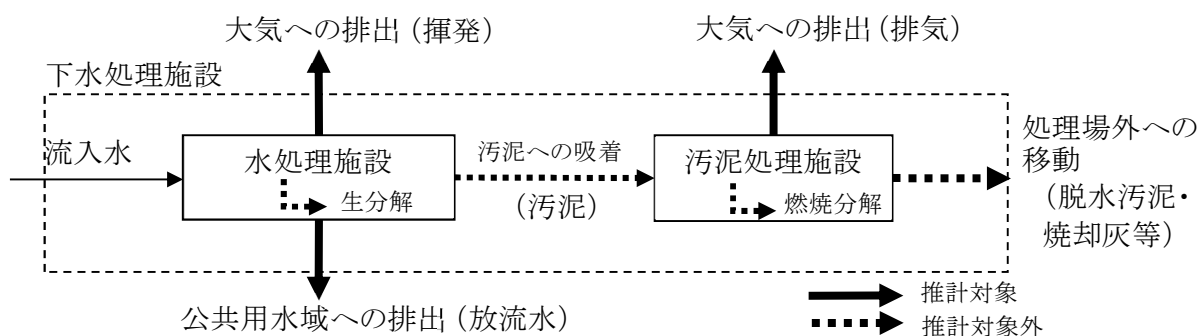 大気への排出(揮発)
大気への排出(排気)
下水処理施設
流入水
水処理施設
生分解
汚泥への吸着
(汚泥)
汚泥処理施設
燃焼分解
処理場外への
移動
(脱水汚泥・
焼却灰等)
公共用水域への排出(放流水)
推計対象
推計対象外